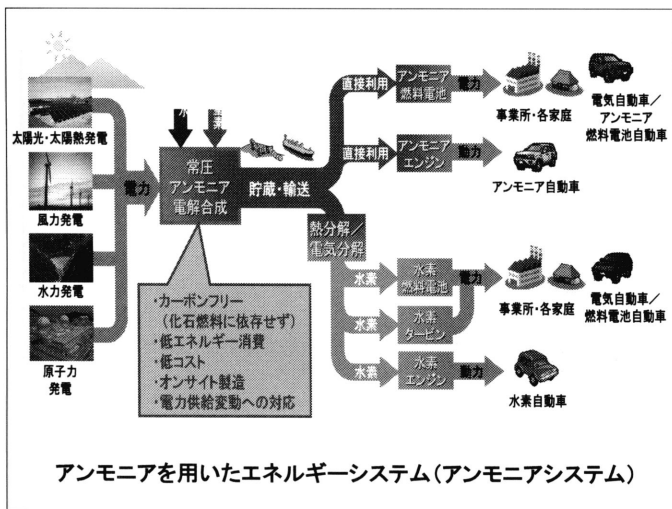 太陽光・太陽熱発電
風力発電
水力発電
原子力
発電
電力
水
素
常圧
アンモニア
電解合成
・カーボンフリー
(化石燃料に依存せず)
・低エネルギー消費
・低コスト
・オンサイト製造
・電力供給変動への対応
貯蔵・輸送
直接利用
アンモニア
燃料電池
電力
事業所・各家庭
電気自動車/
アンモニア
燃料電池自動車
直接利用
アンモニア
エンジン
動力
アンモニア自動車
熱分解/
電気分解
水素
水素
燃料電池
電力
事業所・各家庭
電気自動車/
燃料電池自動車
水素
水素
タービン
水素
水素
エンジン
動力
水素自動車
アンモニアを用いたエネルギーシステム(アンモニアシステム)